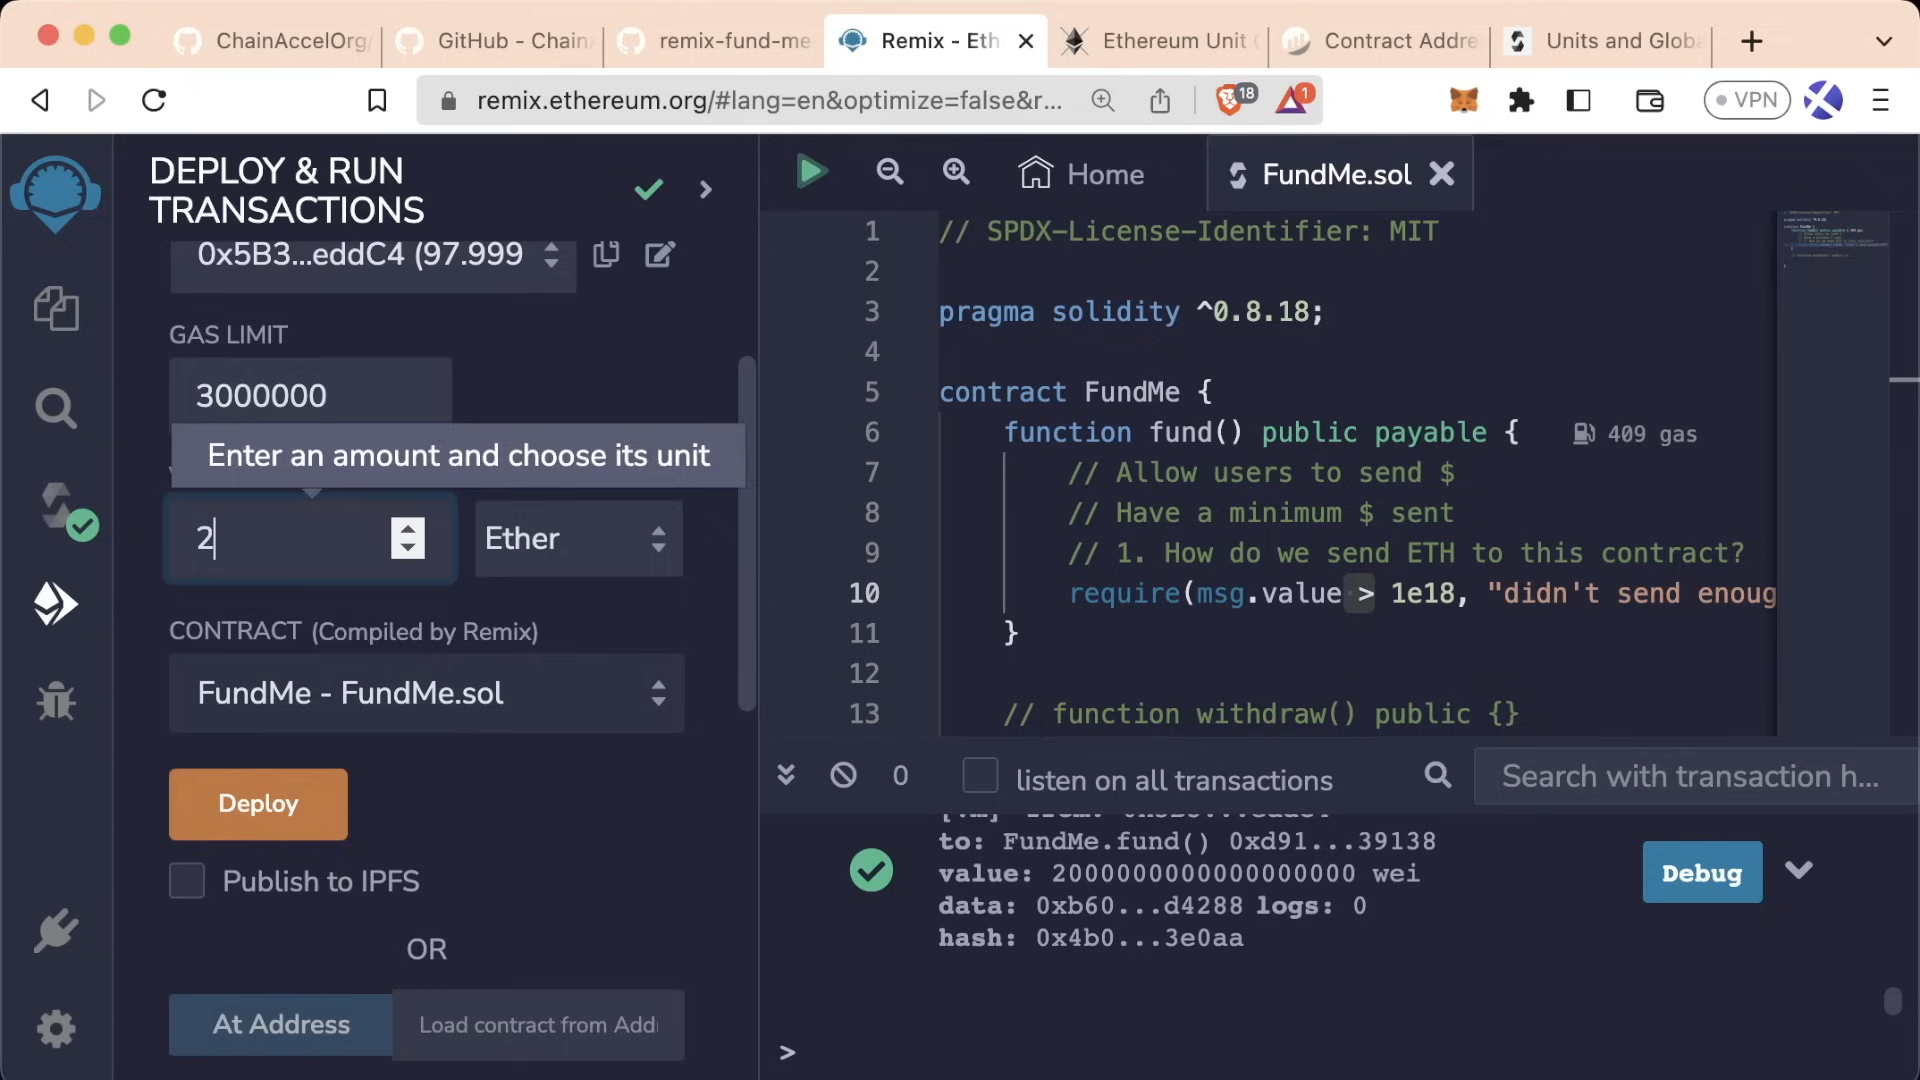 ChainAccelOrg/
GitHub - Chain
remix-fund-me
Remix - Eth
Ethereum Unit
Contract Addre
Units and Globa
remix.ethereum.org/#lang=en&optimize=false&r...
18
1
VPN
DEPLOY & RUN
TRANSACTIONS
0x5B3...eddC4 (97.999
GAS LIMIT
3000000
Enter an amount and choose its unit
2
Ether
CONTRACT (Compiled by Remix)
FundMe - FundMe.sol
Deploy
Publish to IPFS
OR
At Address
Load contract from Add
Home
FundMe.sol
1 // SPDX-License-Identifier: MIT
2
3 pragma solidity ^0.8.18;
4
5 contract FundMe {
6 function fund() public payable { 409 gas
7 // Allow users to send $
8 // Have a minimum $ sent
9 // 1. How do we send ETH to this contract?
10 require(msg.value > 1e18, "didn't send enoug
11 }
12
13 // function withdraw() public {}
0
listen on all transactions
Search with transaction h...
to: FundMe.fund() 0xd91...39138
value: 2000000000000000000 wei
data: 0xb60...d4288 logs: 0
hash: 0x4b0...3e0aa
Debug
>